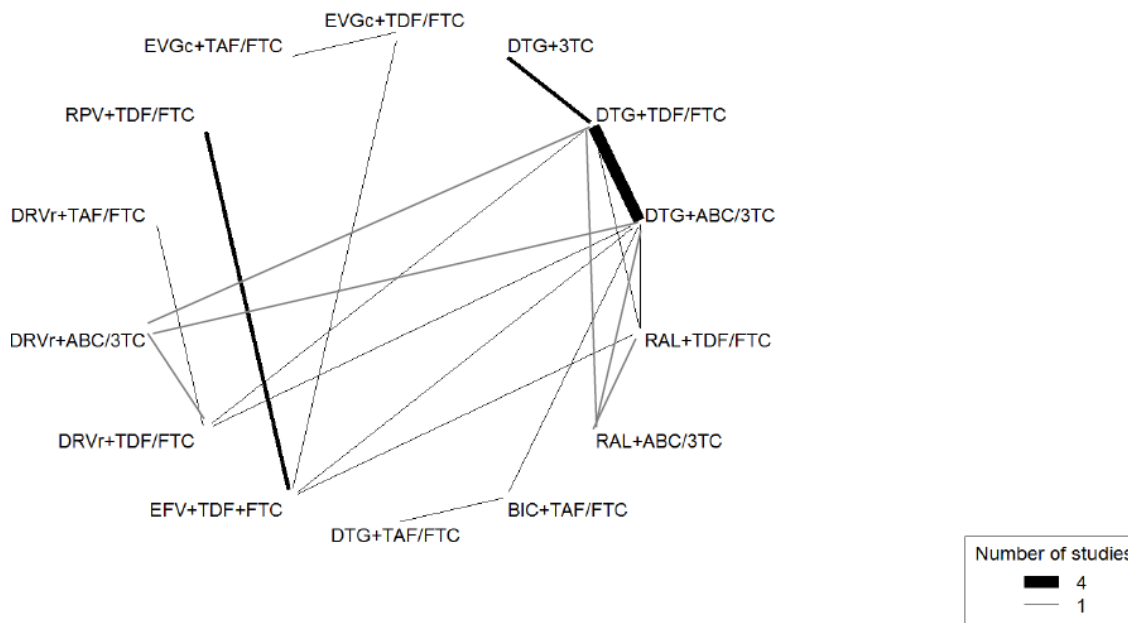 EVGc+TDF/FTC
EVGc+TAF/FTC
DTG+3TC
RPV+TDF/FTC
DTG+TDF/FTC
DRVr+TAF/FTC
DTG+ABC/3TC
DRVr+ABC/3TC
RAL+TDF/FTC
DRVr+TDF/FTC
RAL+ABC/3TC
EFV+TDF+FTC
BIC+TAF/FTC
DTG+TAF/FTC
Number of studies
4
1